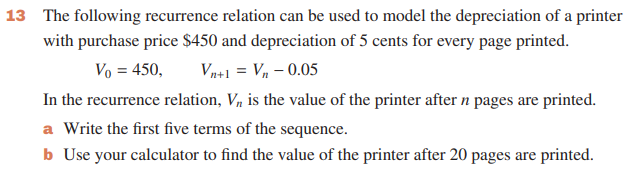 13 The following recurrence relation can be used to model the depreciation of a printer
with purchase price $450 and depreciation of 5 cents for every page printed.
V₀ = 450, Vₙ₊₁ = Vₙ − 0.05
In the recurrence relation, Vₙ is the value of the printer after n pages are printed.
a Write the first five terms of the sequence.
b Use your calculator to find the value of the printer after 20 pages are printed.